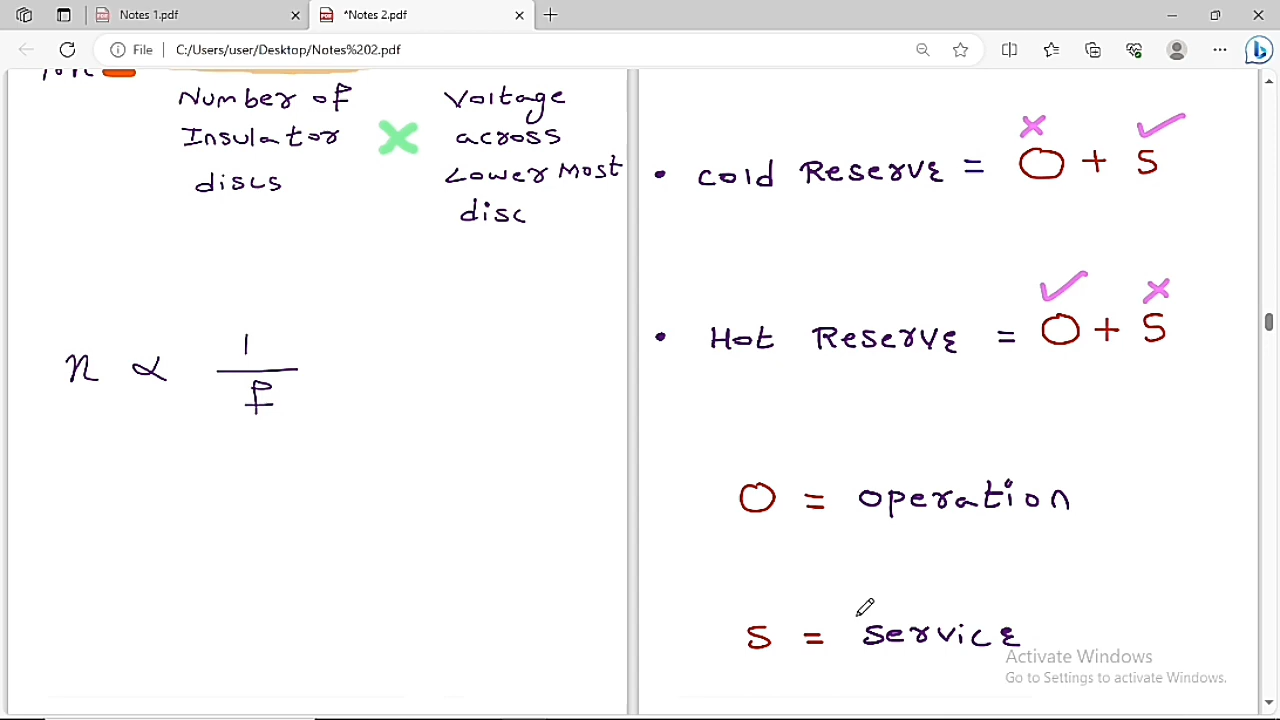 Notes 1.pdf
*Notes 2.pdf
File
C:/Users/user/Desktop/Notes%202.pdf
Number of
Insulator
discs
×
Voltage
across
Lower Most
disc
n ∝ 1/f
• Cold Reserve = O + S
× ✓
• Hot Reserve = O + S
✓ ×
O = operation
S = Service
Activate Windows
Go to Settings to activate Windows.